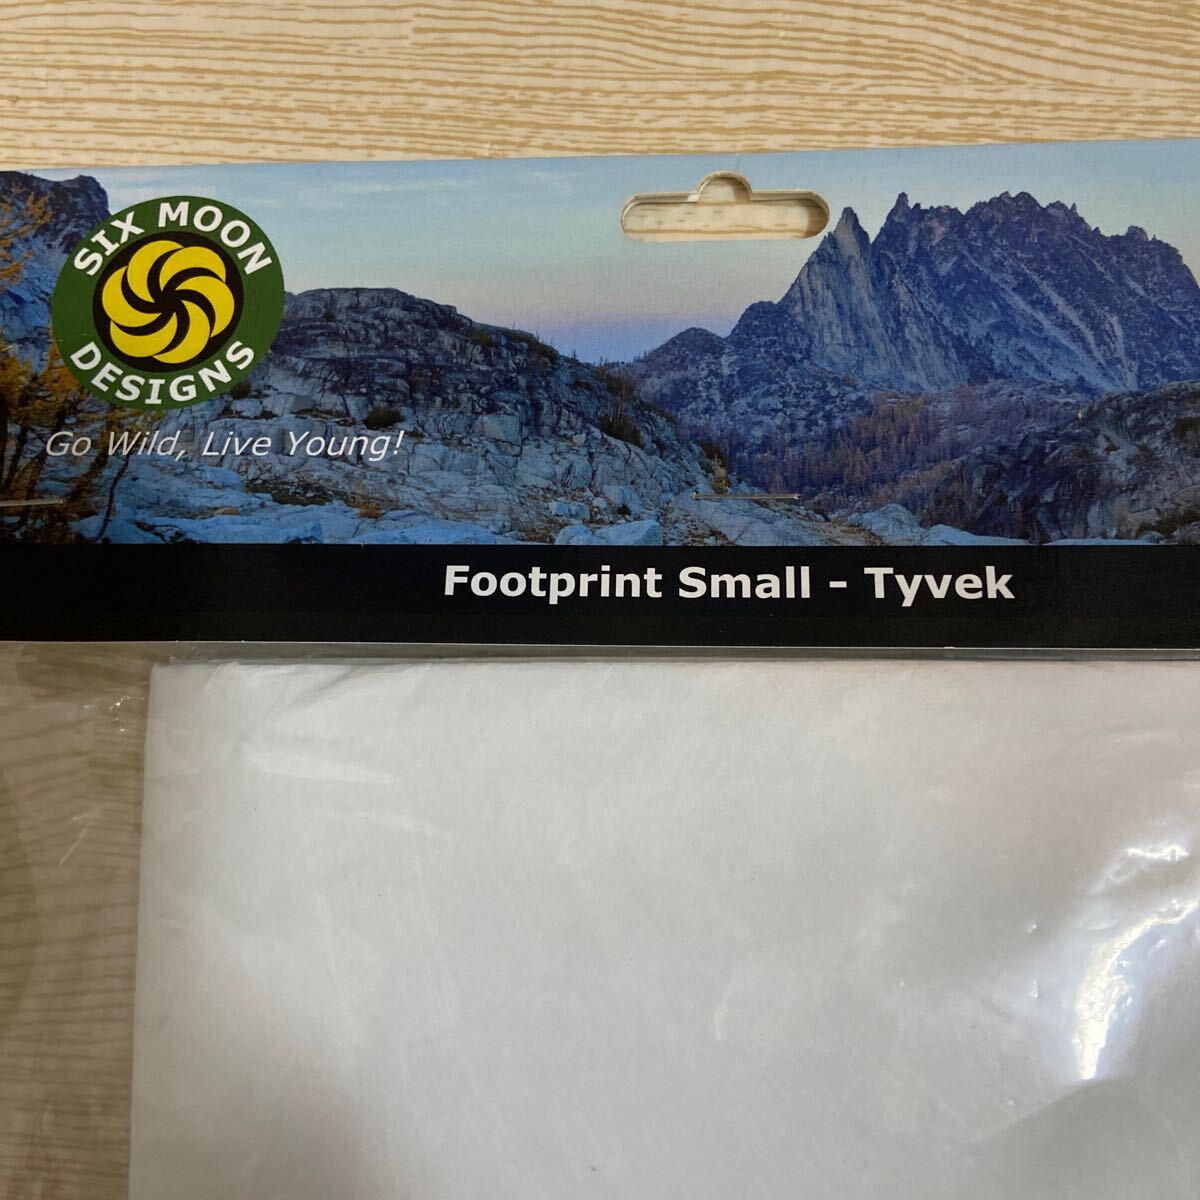 SIX MOON
DESIGNS
Go Wild, Live Young!
Footprint Small - Tyvek